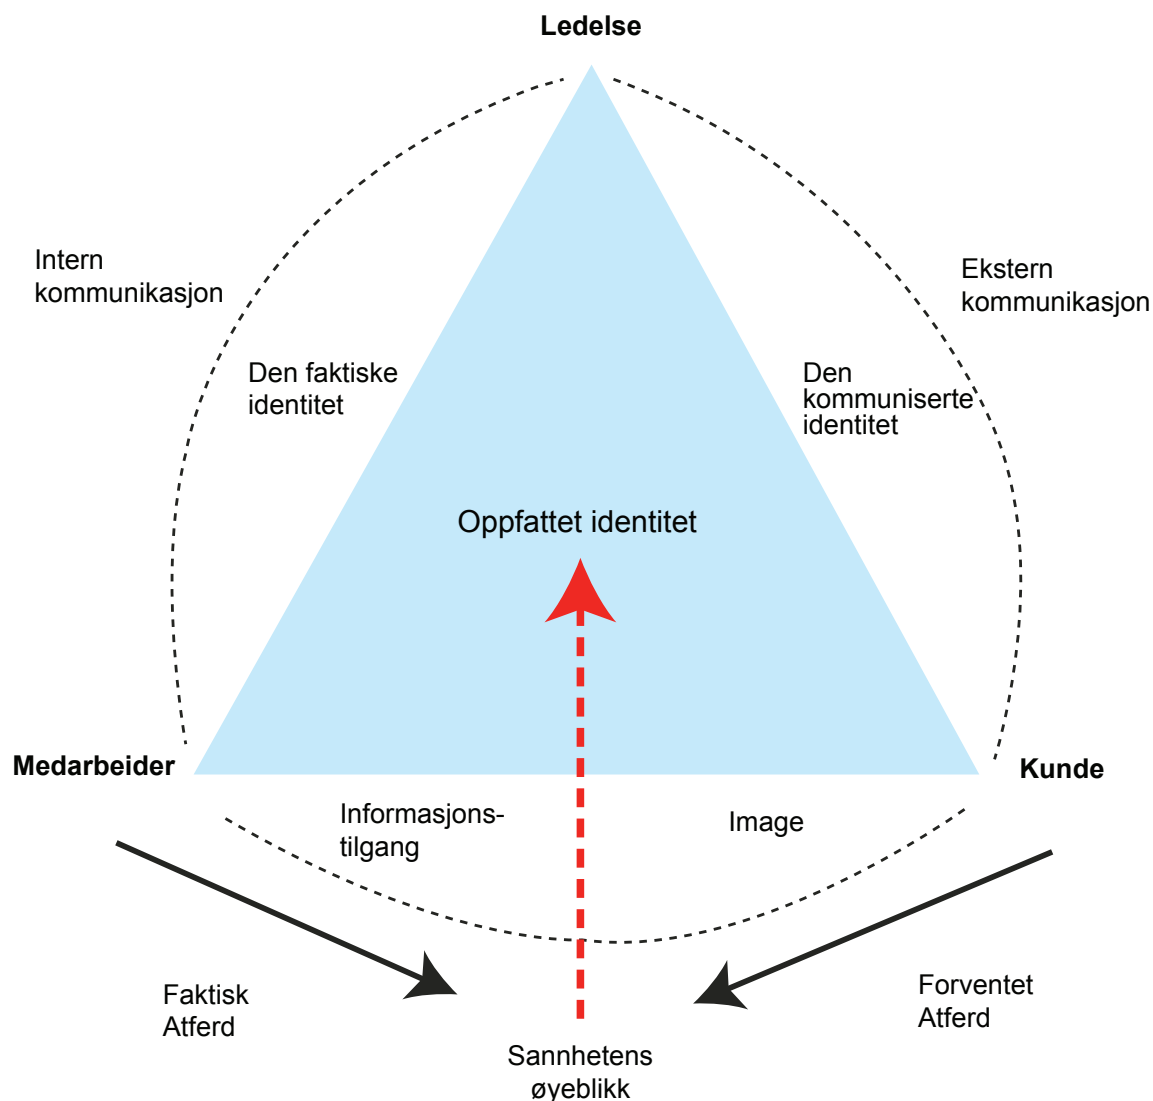 Ledelse
Intern
kommunikasjon
Ekstern
kommunikasjon
Den faktiske
identitet
Den
kommuniserte
identitet
Oppfattet identitet
Medarbeider
Kunde
Informasjons-
tilgang
Image
Faktisk
Atferd
Forventet
Atferd
Sannhetens
øyeblikk